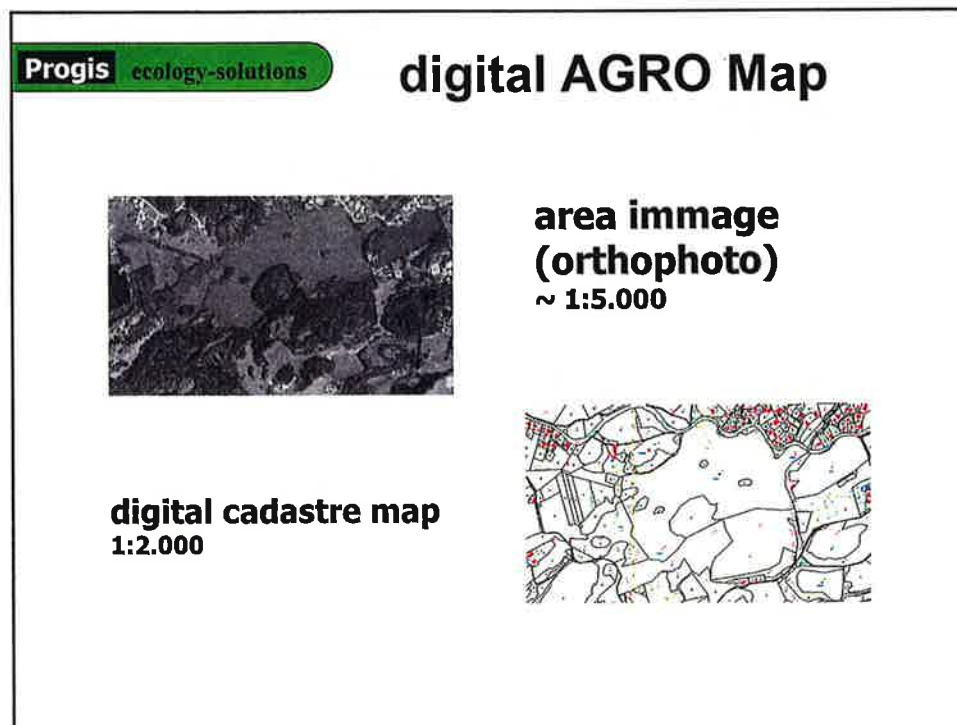 Progis ecology-solutions
digital AGRO Map
area immage
(orthophoto)
~ 1:5.000
digital cadastre map
1:2.000